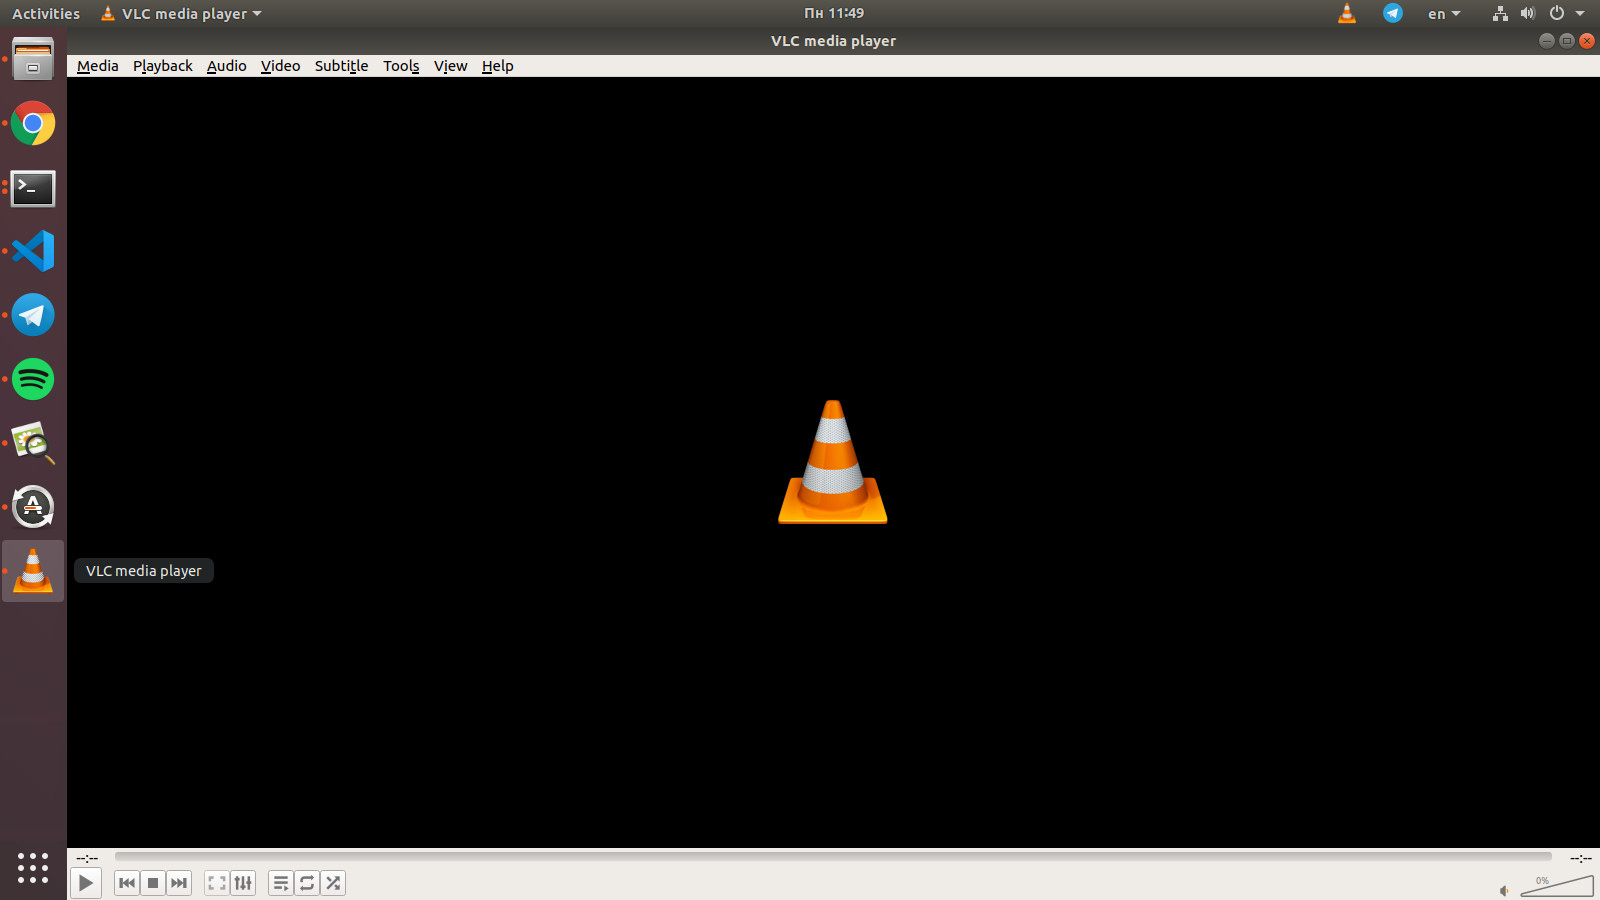 Activities VLC media player Пн 11:49 en
VLC media player
Media Playback Audio Video Subtitle Tools View Help
VLC media player
--:-- --:--
0%